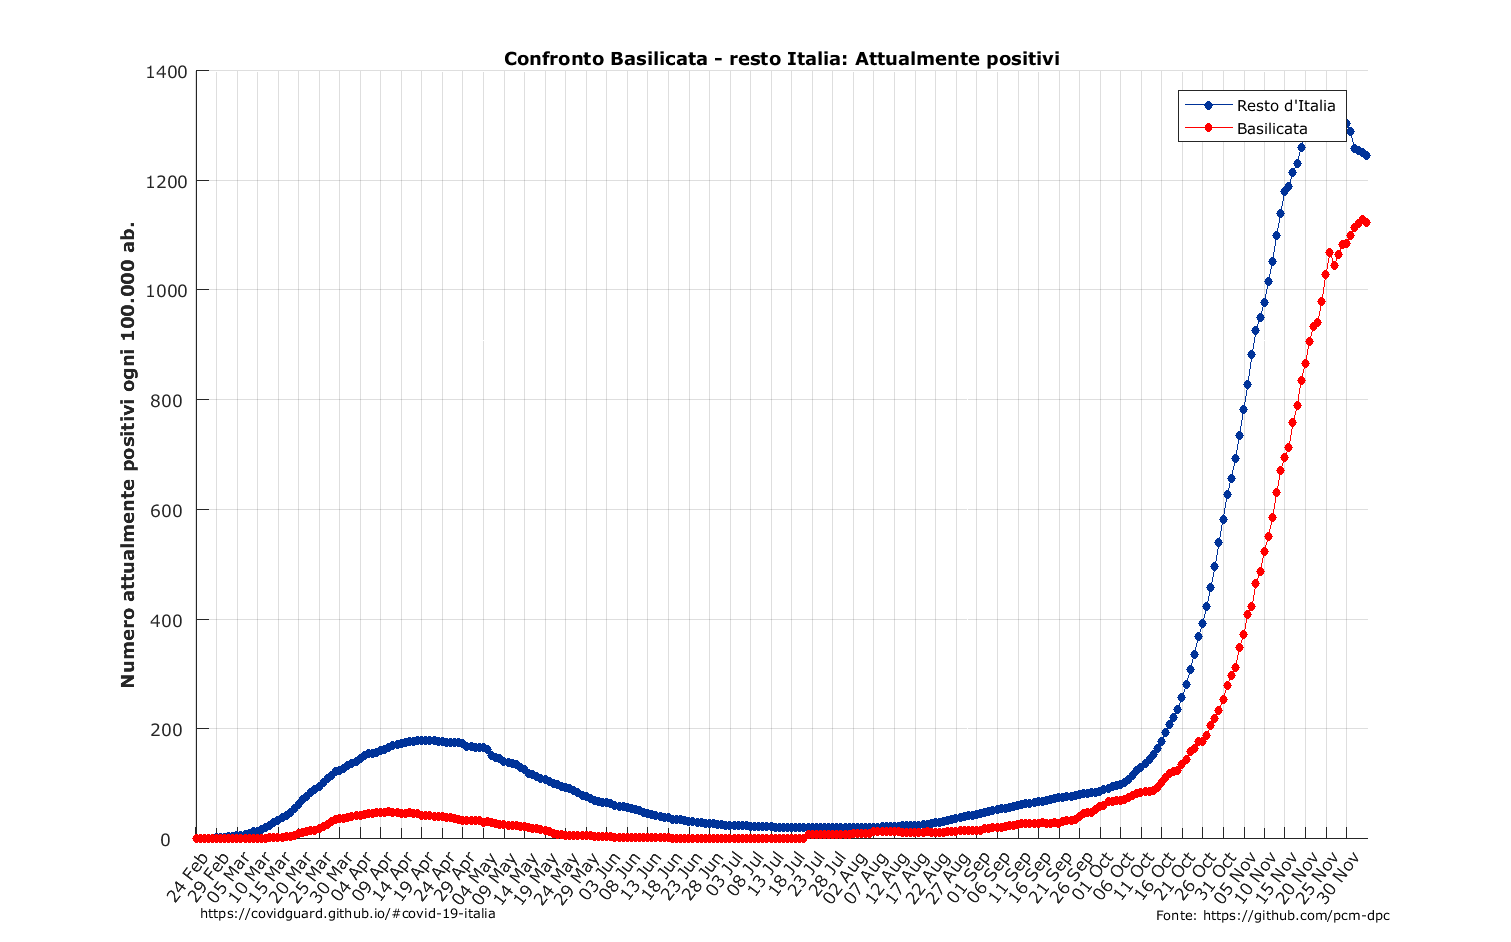 Confronto Basilicata - resto Italia: Attualmente positivi
Numero attualmente positivi ogni 100.000 ab.
1400
1200
1000
800
600
400
200
0
Resto d'Italia
Basilicata
24 Feb
29 Feb
05 Mar
10 Mar
15 Mar
20 Mar
25 Mar
30 Mar
04 Apr
09 Apr
14 Apr
19 Apr
24 Apr
29 Apr
04 May
09 May
14 May
19 May
24 May
29 May
03 Jun
08 Jun
13 Jun
18 Jun
23 Jun
28 Jun
03 Jul
08 Jul
13 Jul
18 Jul
23 Jul
28 Jul
02 Aug
07 Aug
12 Aug
17 Aug
22 Aug
27 Aug
01 Sep
06 Sep
11 Sep
16 Sep
21 Sep
26 Sep
01 Oct
06 Oct
11 Oct
16 Oct
21 Oct
26 Oct
31 Oct
05 Nov
10 Nov
15 Nov
20 Nov
25 Nov
30 Nov
https://covidguard.github.io/#covid-19-italia
Fonte: https://github.com/pcm-dpc